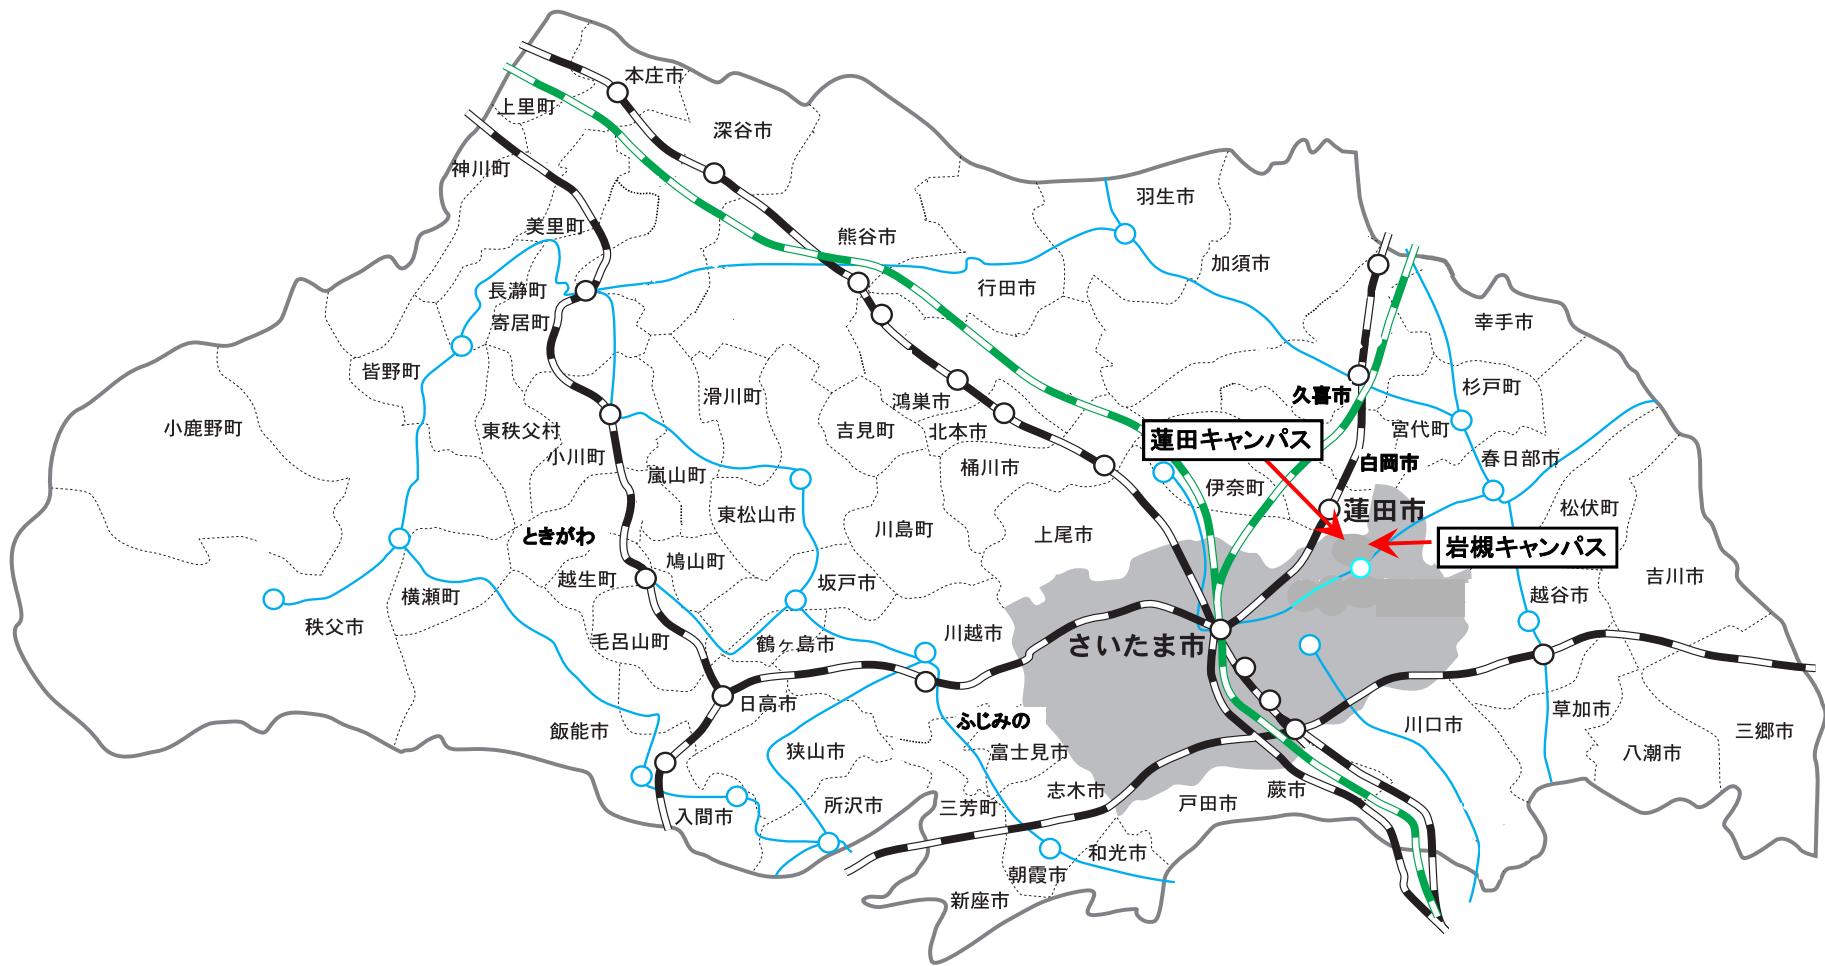 本庄市
上里町
深谷市
神川町
羽生市
美里町
熊谷市
加須市
長瀞町
行田市
寄居町
幸手市
皆野町
杉戸町
滑川町
久喜市
鴻巣市
小鹿野町
東秩父村
吉見町
北本市
蓮田キャンパス
宮代町
小川町
桶川市
白岡市
春日部市
嵐山町
伊奈町
東松山市
蓮田市
松伏町
ときがわ
川島町
上尾市
岩槻キャンパス
鳩山町
越生町
坂戸市
吉川市
横瀬町
越谷市
秩父市
毛呂山町
鶴ヶ島市
川越市
さいたま市
日高市
ふじみの
草加市
飯能市
狭山市
富士見市
川口市
三郷市
八潮市
入間市
所沢市
三芳町
志木市
戸田市
蕨市
和光市
朝霞市
新座市